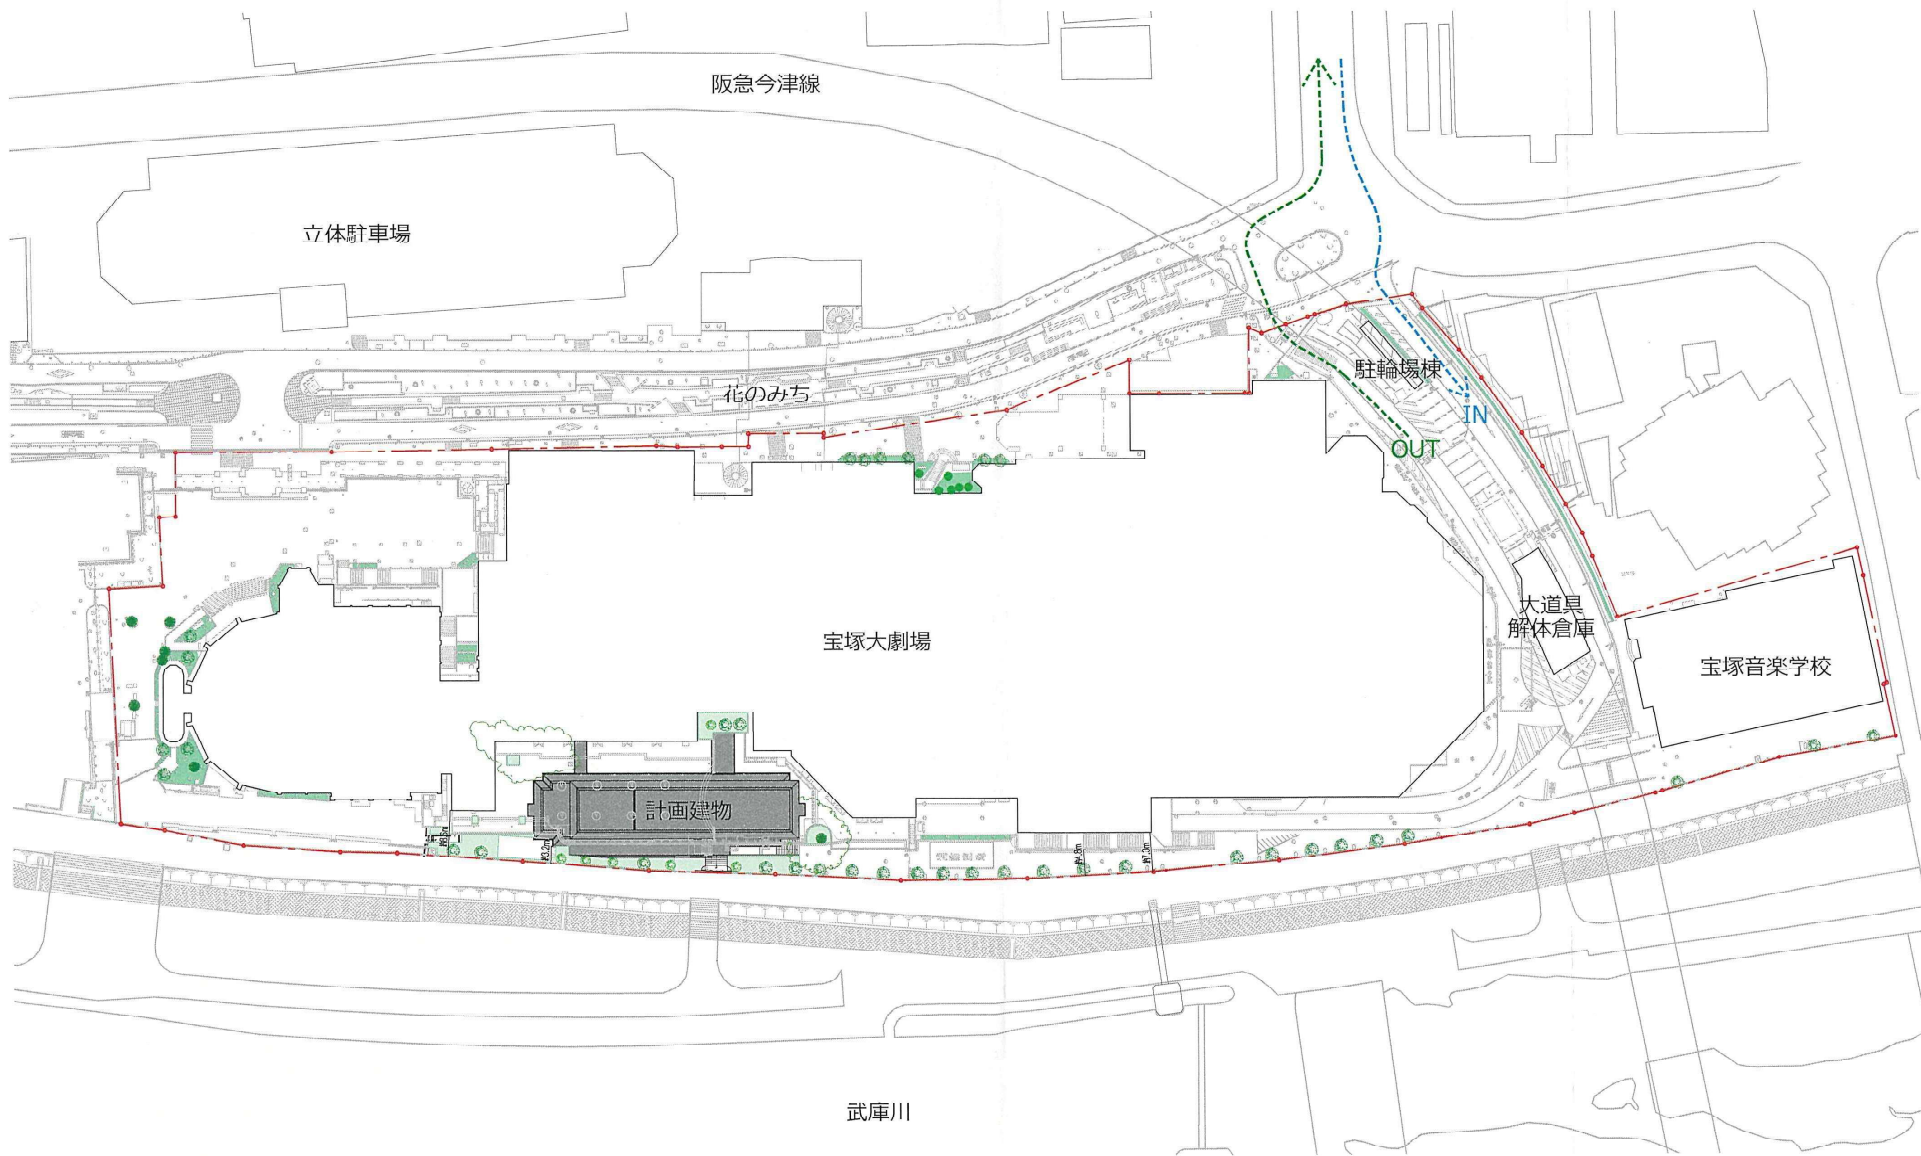 阪急今津線
立体駐車場
花のみち
駐輪場棟
IN
OUT
大道具
解体倉庫
宝塚大劇場
宝塚音楽学校
計画建物
武庫川